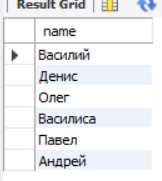 Result Grid
name
Василий
Денис
Олег
Василиса
Павел
Андрей